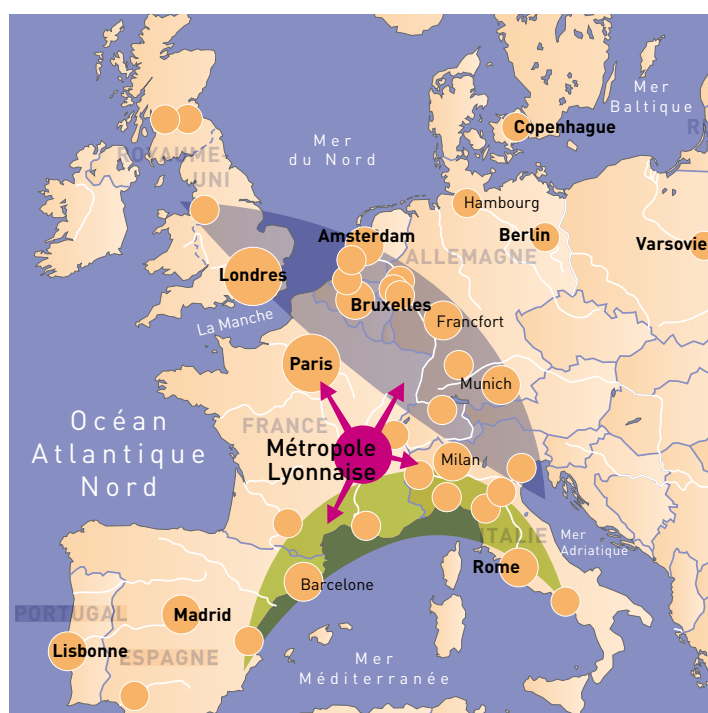 Mer
Baltique
Copenhague
R
Mer
du Nord
ROYAUME-
UNI
Hambourg
Amsterdam
Berlin
Varsovie
ALLEMAGNE
Londres
Bruxelles
La Manche
Francfort
Paris
Munich
Océan
Atlantique
Nord
FRANCE
Métropole
Lyonnaise
Milan
ITALIE
Mer
Adriatique
Rome
Barcelone
PORTUGAL
Madrid
Lisbonne
ESPAGNE
Mer
Méditerranée